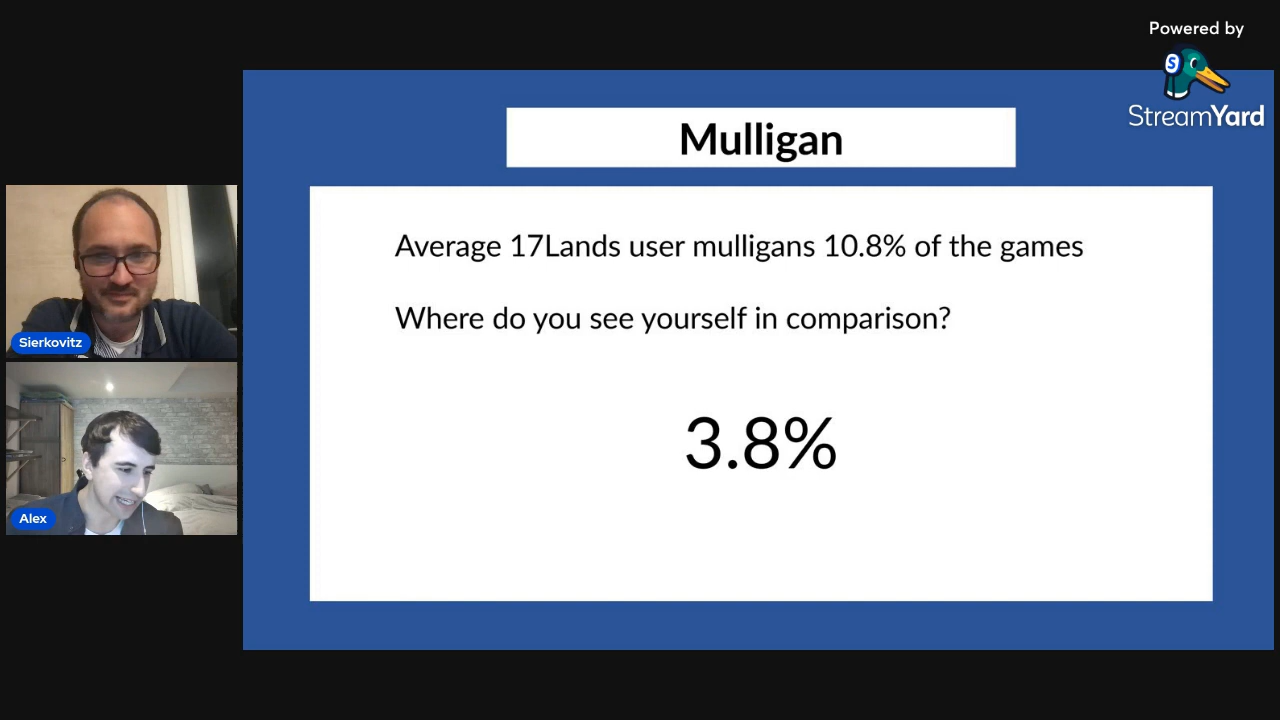 Powered by
StreamYard
Mulligan
Average 17Lands user mulligans 10.8% of the games
Where do you see yourself in comparison?
3.8%
Sierkovitz
Alex